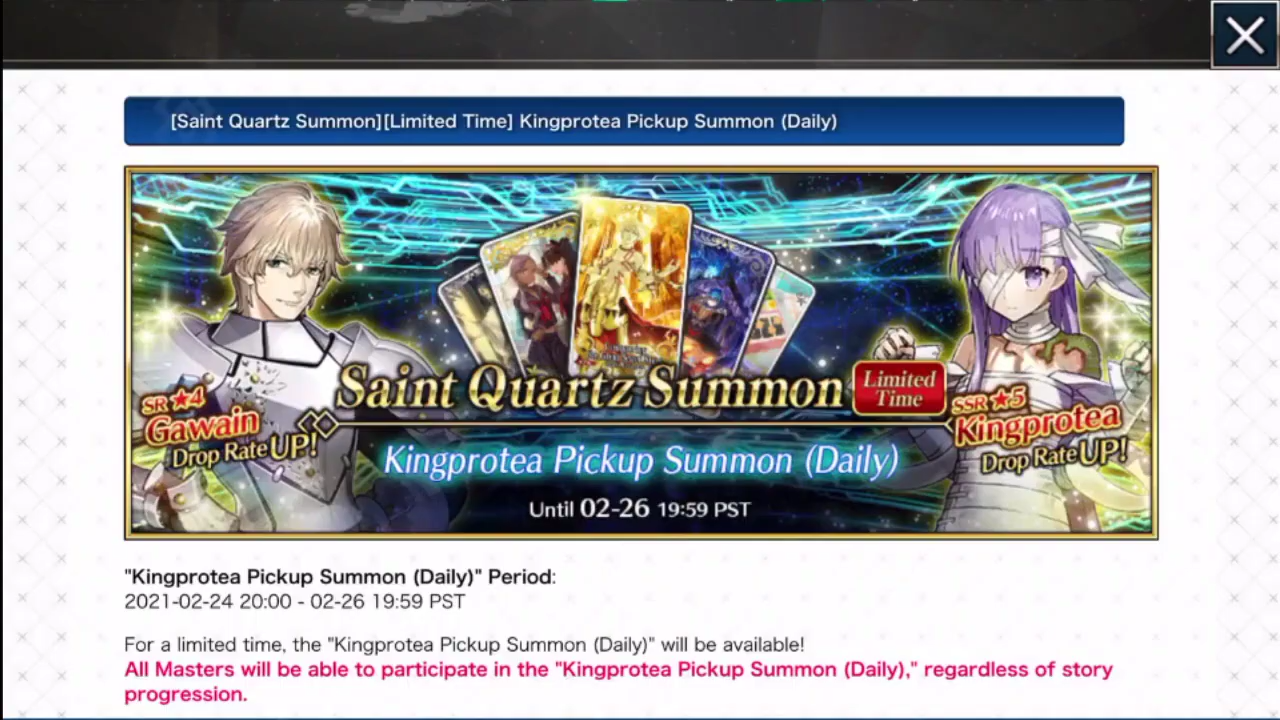 [Saint Quartz Summon][Limited Time] Kingprotea Pickup Summon (Daily)
Saint Quartz Summon
Limited
Time
SR ★4
Gawain
Drop Rate UP!
SSR ★5
Kingprotea
Drop Rate UP!
Kingprotea Pickup Summon (Daily)
Until 02-26 19:59 PST
"Kingprotea Pickup Summon (Daily)" Period:
2021-02-24 20:00 - 02-26 19:59 PST
For a limited time, the "Kingprotea Pickup Summon (Daily)" will be available!
All Masters will be able to participate in the "Kingprotea Pickup Summon (Daily)," regardless of story
progression.